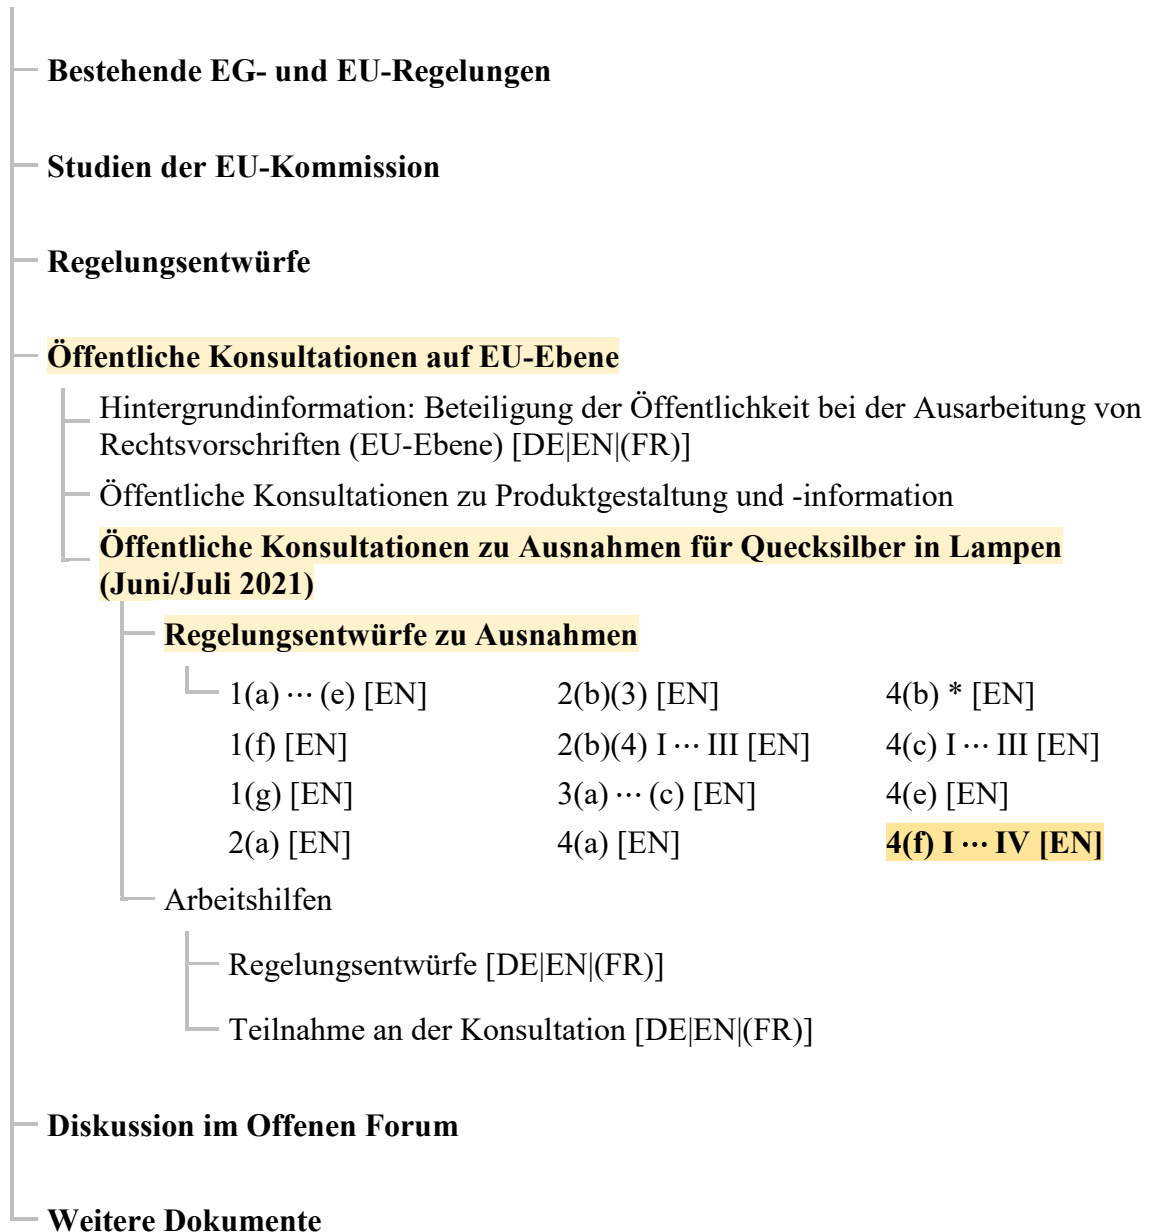 Bestehende EG- und EU-Regelungen
Studien der EU-Kommission
Regelungsentwürfe
Öffentliche Konsultationen auf EU-Ebene
Hintergrundinformation: Beteiligung der Öffentlichkeit bei der Ausarbeitung von
Rechtsvorschriften (EU-Ebene) [DE|EN|(FR)]
Öffentliche Konsultationen zu Produktgestaltung und -information
Öffentliche Konsultationen zu Ausnahmen für Quecksilber in Lampen
(Juni/Juli 2021)
Regelungsentwürfe zu Ausnahmen
1(a) ··· (e) [EN] 2(b)(3) [EN] 4(b) * [EN]
1(f) [EN] 2(b)(4) I ··· III [EN] 4(c) I ··· III [EN]
1(g) [EN] 3(a) ··· (c) [EN] 4(e) [EN]
2(a) [EN] 4(a) [EN] 4(f) I ··· IV [EN]
Arbeitshilfen
Regelungsentwürfe [DE|EN|(FR)]
Teilnahme an der Konsultation [DE|EN|(FR)]
Diskussion im Offenen Forum
Weitere Dokumente